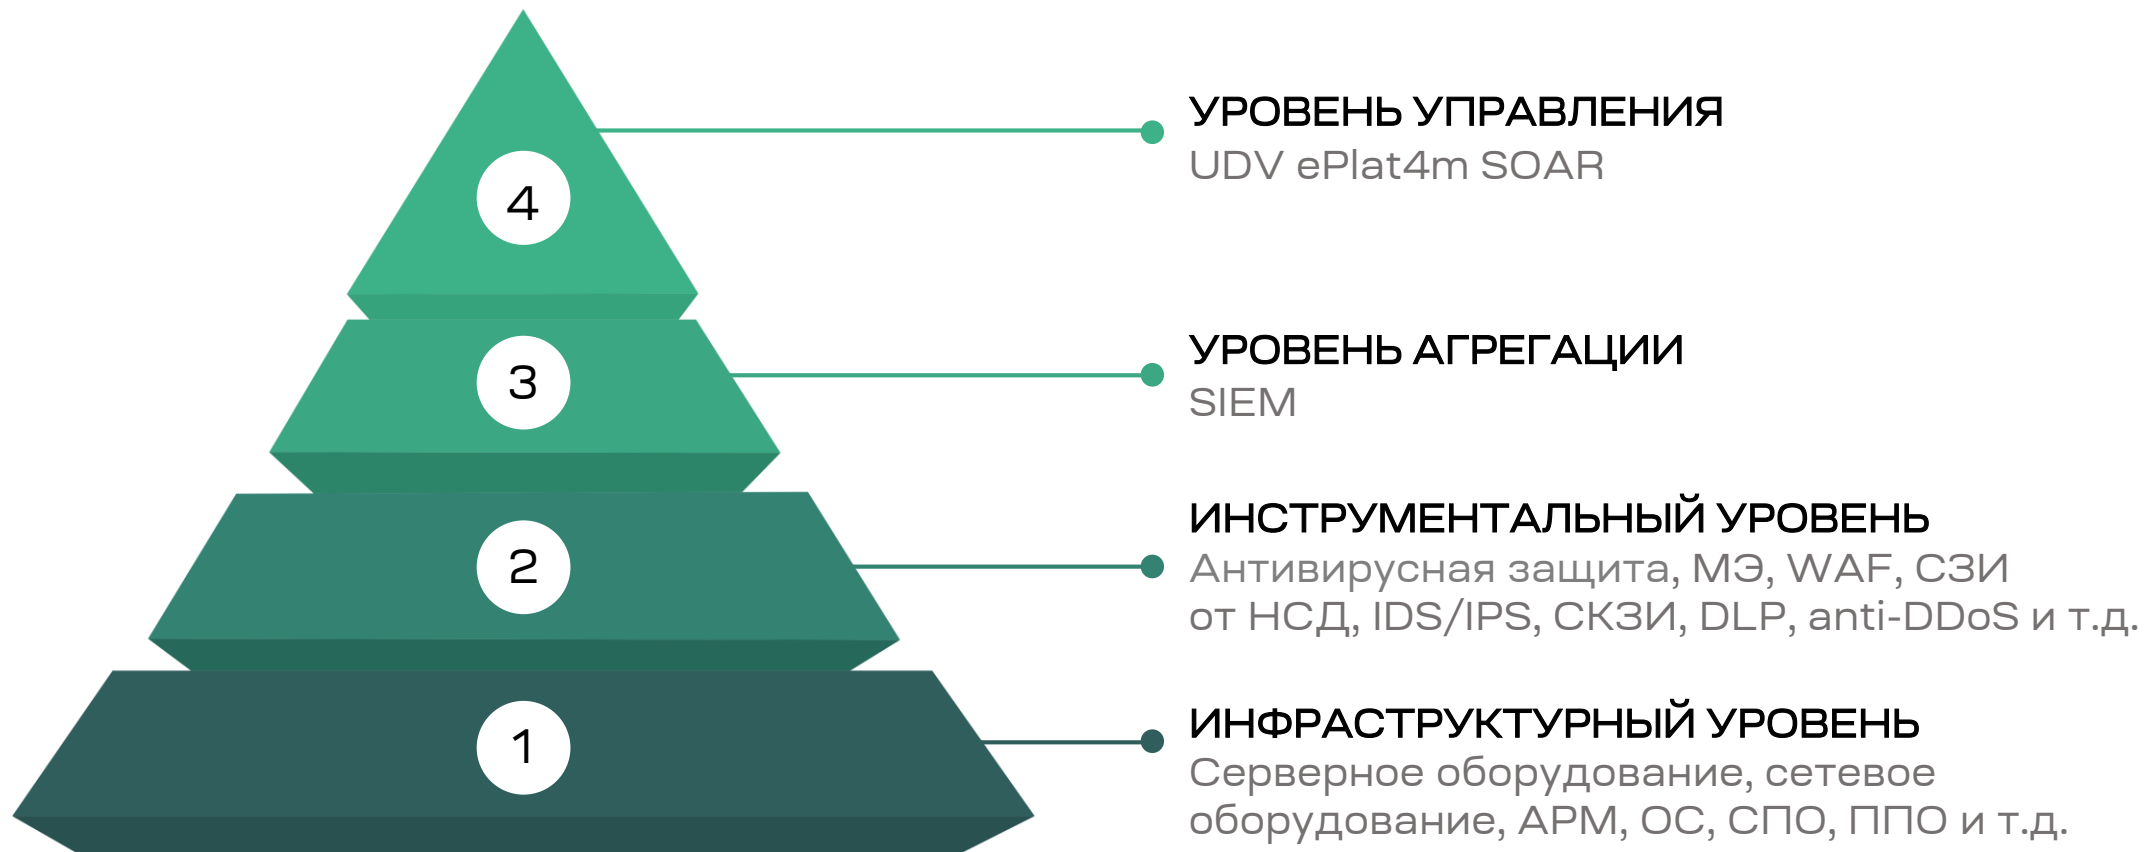 4
УРОВЕНЬ УПРАВЛЕНИЯ
UDV ePlat4m SOAR
3
УРОВЕНЬ АГРЕГАЦИИ
SIEM
2
ИНСТРУМЕНТАЛЬНЫЙ УРОВЕНЬ
Антивирусная защита, МЭ, WAF, СЗИ
от НСД, IDS/IPS, СКЗИ, DLP, anti-DDoS и т.д.
1
ИНФРАСТРУКТУРНЫЙ УРОВЕНЬ
Серверное оборудование, сетевое
оборудование, АРМ, ОС, СПО, ППО и т.д.